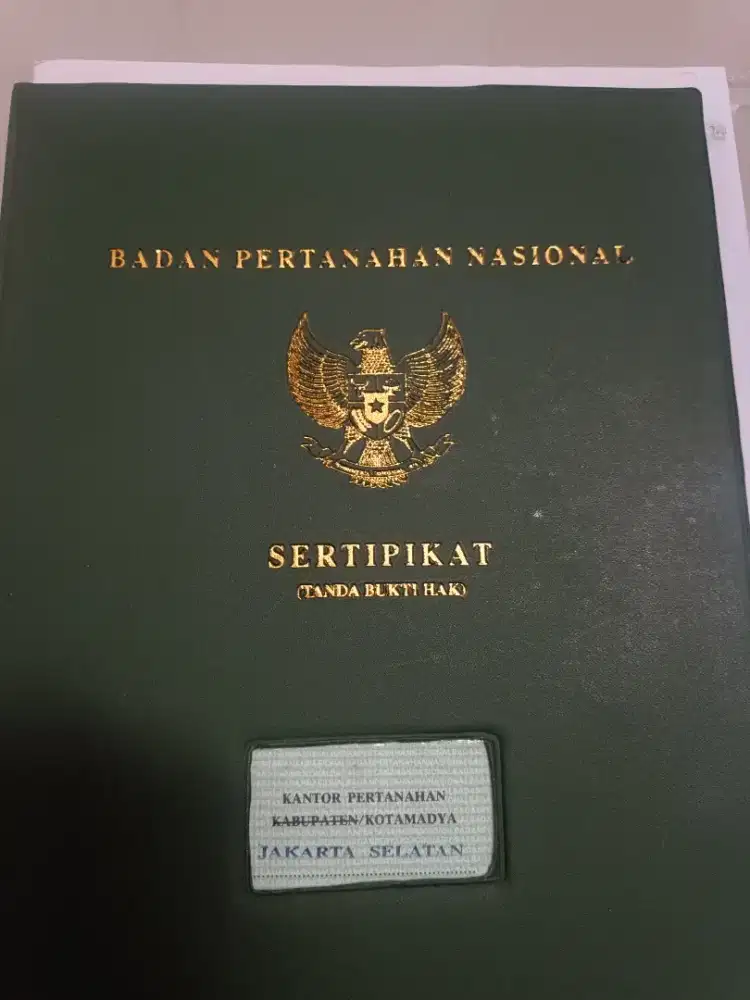 BADAN PERTANAHAN NASIONAL
SERTIPIKAT
(TANDA BUKTI HAK)
KANTOR PERTANAHAN
KABUPATEN/KOTAMADYA
JAKARTA SELATAN